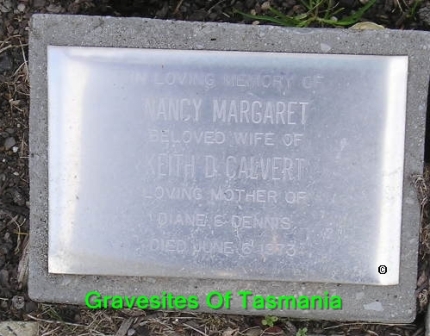 IN LOVING MEMORY OF
NANCY MARGARET
BELOVED WIFE OF
KEITH D. CALVERT
LOVING MOTHER OF
DIANE & DENNIS
DIED JUNE 6 1973
©
Gravesites Of Tasmania